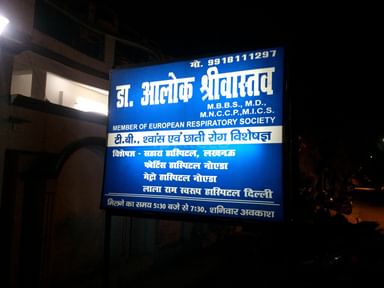 मो. 9918111297
डा. आलोक श्रीवास्तव
M.B.B.S., M.D.,
M.N.C.C.P.,M.I.C.S.
MEMBER OF EUROPEAN RESPIRATORY SOCIETY
टी.बी., श्वांस एवं छाती रोग विशेषज्ञ
विशेषज्ञ - सहारा हास्पिटल, लखनऊ
फोर्टिस हास्पिटल नोएडा
मेट्रो हास्पिटल नोएडा
लाला राम स्वरुप हास्पिटल दिल्ली
मिलने का समय 5:30 बजे से 7:30, शनिवार अवकाश